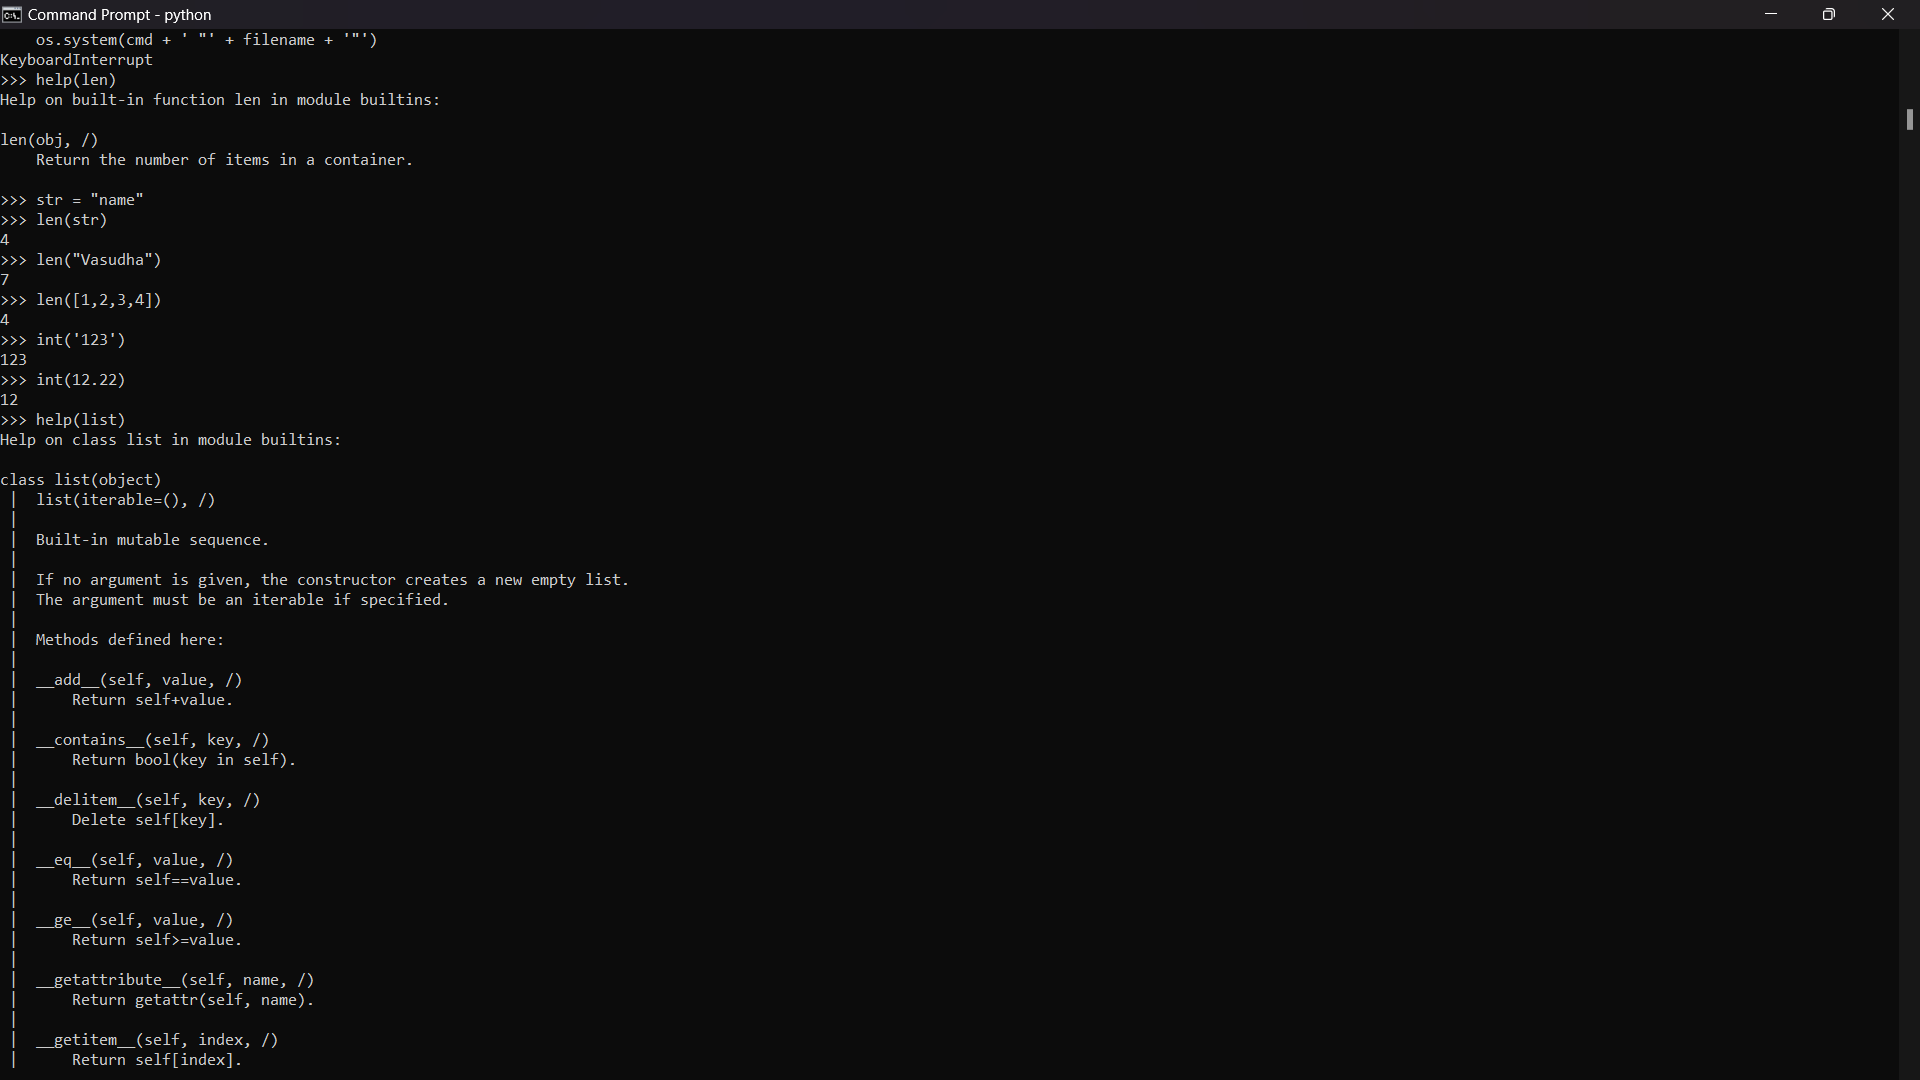 Command Prompt - python
    os.system(cmd + ' "' + filename + '"')
KeyboardInterrupt
>>> help(len)
Help on built-in function len in module builtins:

len(obj, /)
    Return the number of items in a container.

>>> str = "name"
>>> len(str)
4
>>> len("Vasudha")
7
>>> len([1,2,3,4])
4
>>> int('123')
123
>>> int(12.22)
12
>>> help(list)
Help on class list in module builtins:

class list(object)
 |  list(iterable=(), /)
 |
 |  Built-in mutable sequence.
 |
 |  If no argument is given, the constructor creates a new empty list.
 |  The argument must be an iterable if specified.
 |
 |  Methods defined here:
 |
 |  __add__(self, value, /)
 |      Return self+value.
 |
 |  __contains__(self, key, /)
 |      Return bool(key in self).
 |
 |  __delitem__(self, key, /)
 |      Delete self[key].
 |
 |  __eq__(self, value, /)
 |      Return self==value.
 |
 |  __ge__(self, value, /)
 |      Return self>=value.
 |
 |  __getattribute__(self, name, /)
 |      Return getattr(self, name).
 |
 |  __getitem__(self, index, /)
 |      Return self[index].